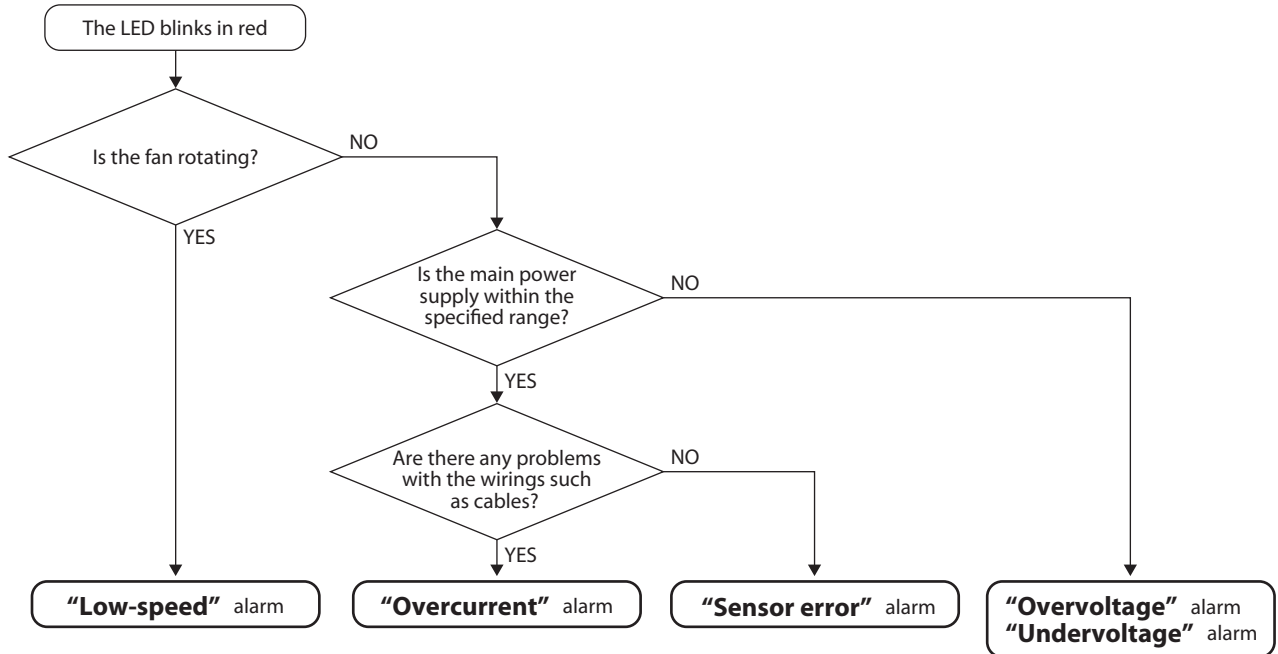 The LED blinks in red
Is the fan rotating?
NO
YES
Is the main power
supply within the
specified range?
NO
YES
Are there any problems
with the wirings such
as cables?
NO
YES
“Low-speed” alarm
“Overcurrent” alarm
“Sensor error” alarm
“Overvoltage” alarm
“Undervoltage” alarm